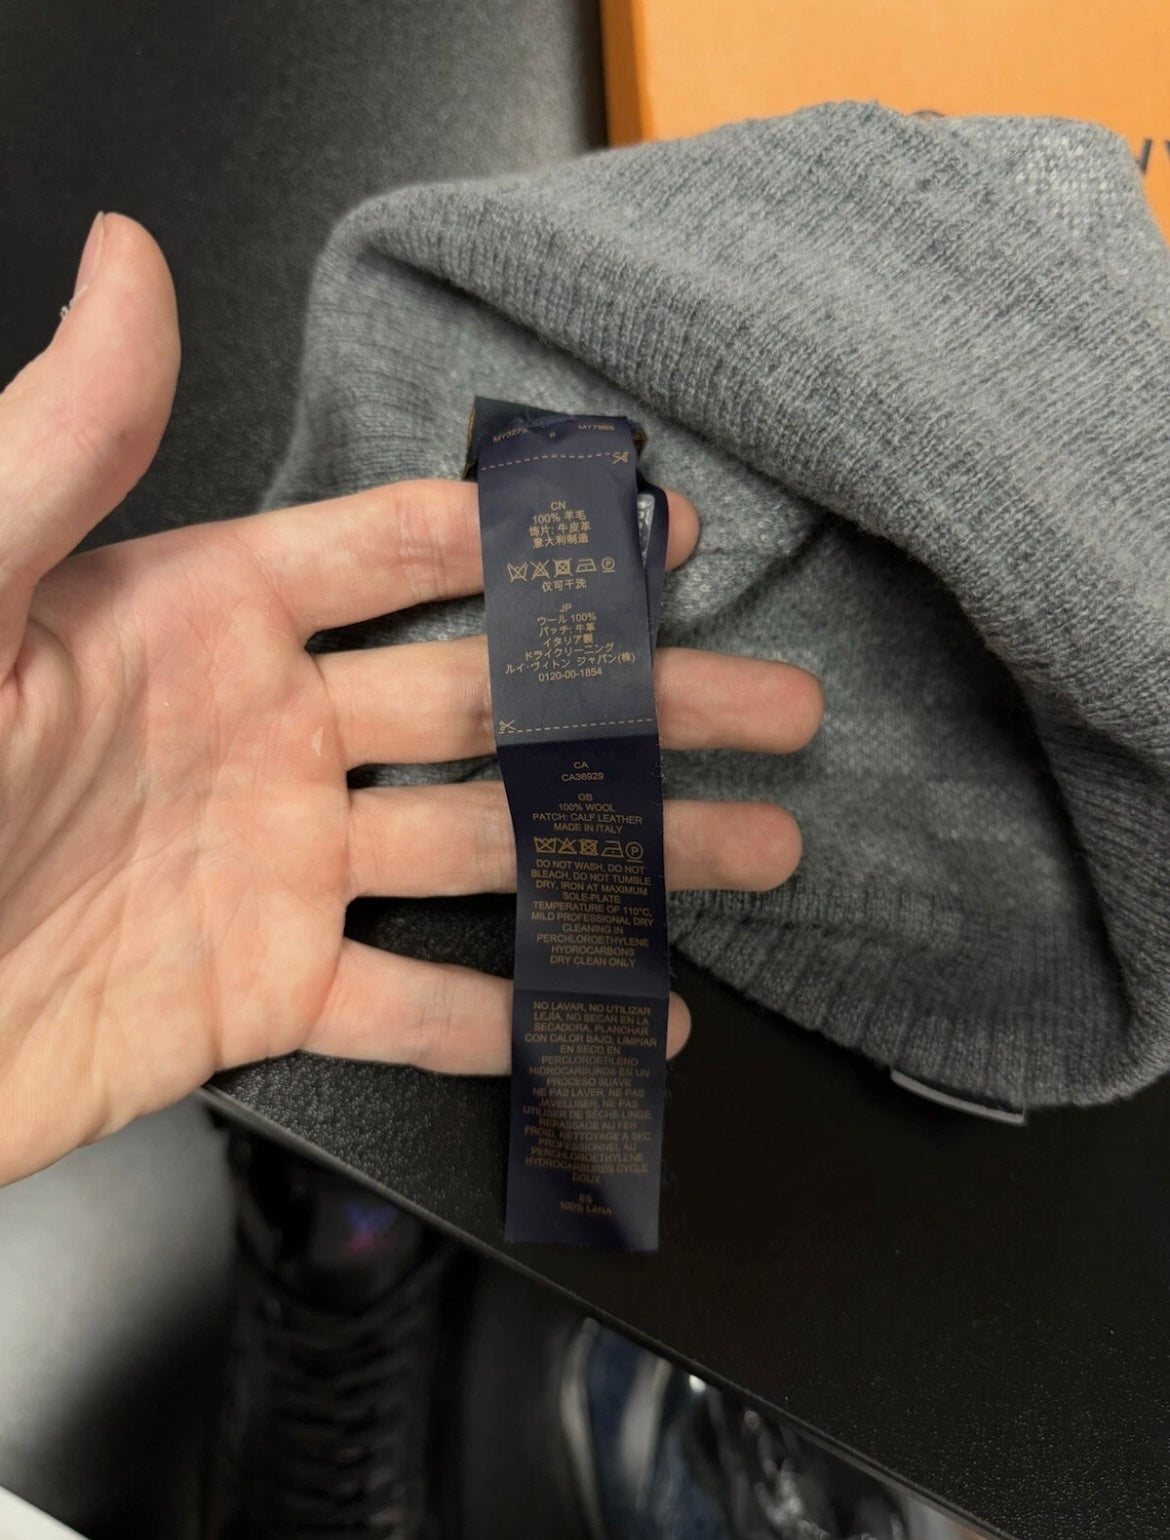 MY3273 8 M77965
CN
100% 羊毛
饰片: 牛皮革
意大利制造
仅可干洗
JP
ウール 100%
パッチ: 牛革
イタリア製
ドライクリーニング
ルイ・ヴィトン ジャパン(株)
0120-00-1854
CA
CA36929
GB
100% WOOL
PATCH: CALF LEATHER
MADE IN ITALY
DO NOT WASH, DO NOT
BLEACH, DO NOT TUMBLE
DRY, IRON AT MAXIMUM
SOLE-PLATE
TEMPERATURE OF 110°C,
MILD PROFESSIONAL DRY
CLEANING IN
PERCHLOROETHYLENE
HYDROCARBONS
DRY CLEAN ONLY
NO LAVAR, NO UTILIZAR
LEJÍA, NO SECAR EN LA
SECADORA, PLANCHAR
CON CALOR BAJO, LIMPIAR
EN SECO EN
PERCLOROETILENO
HIDROCARBUROS EN UN
PROCESO SUAVE
NE PAS LAVER, NE PAS
JAVELLISER, NE PAS
UTILISER DE SÈCHE-LINGE,
REPASSAGE AU FER
FROID, NETTOYAGE A SEC
PROFESSIONNEL AU
PERCHLOROETHYLENE
HYDROCARBURES CYCLE
DOUX
ES
100% LANA